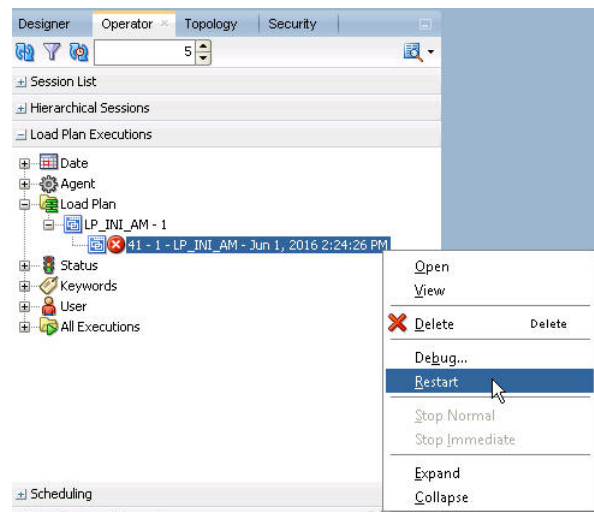 Designer Operator Topology Security
5
Session List
Hierarchical Sessions
Load Plan Executions
Date
Agent
Load Plan
LP_INI_AM - 1
41 - 1 - LP_INI_AM - Jun 1, 2016 2:24:26 PM
Status
Keywords
User
All Executions
Open
View
Delete Delete
Debug...
Restart
Stop Normal
Stop Immediate
Expand
Collapse
Scheduling